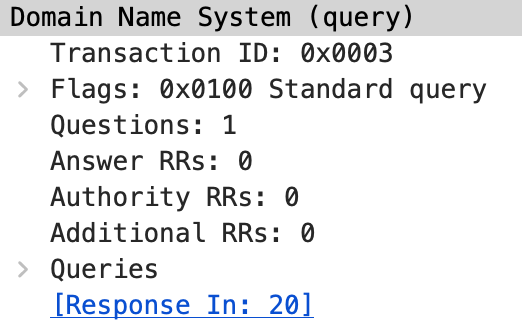 Domain Name System (query)
Transaction ID: 0x0003
Flags: 0x0100 Standard query
Questions: 1
Answer RRs: 0
Authority RRs: 0
Additional RRs: 0
Queries
[Response In: 20]